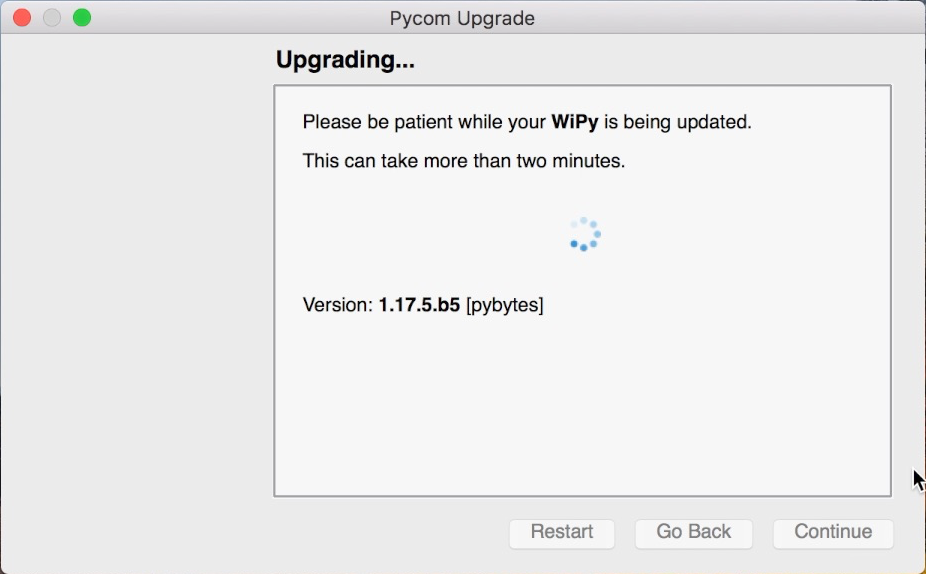 Pycom Upgrade
Upgrading...
Please be patient while your WiPy is being updated.
This can take more than two minutes.
Version: 1.17.5.b5 [pybytes]
Restart Go Back Continue